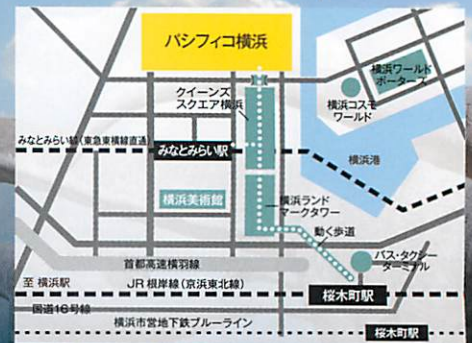 パシフィコ横浜
クイーンズ
スクエア横浜
横浜ワールド
ポーターズ
横浜コスモ
ワールド
みなとみらい線(東急東横線直通)
みなとみらい駅
横浜港
横浜美術館
横浜ランド
マークタワー
動く歩道
首都高速横羽線
バス・タクシー
ターミナル
至 横浜駅
JR 根岸線(京浜東北線)
桜木町駅
国道16号線
横浜市営地下鉄ブルーライン
桜木町駅